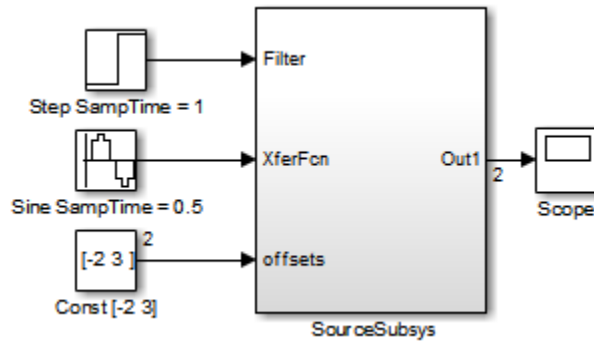 Filter
Step SampTime = 1
XferFcn
Out1
2
Sine SampTime = 0.5
Scope
2
[-2 3 ]
offsets
Const [-2 3]
SourceSubsys